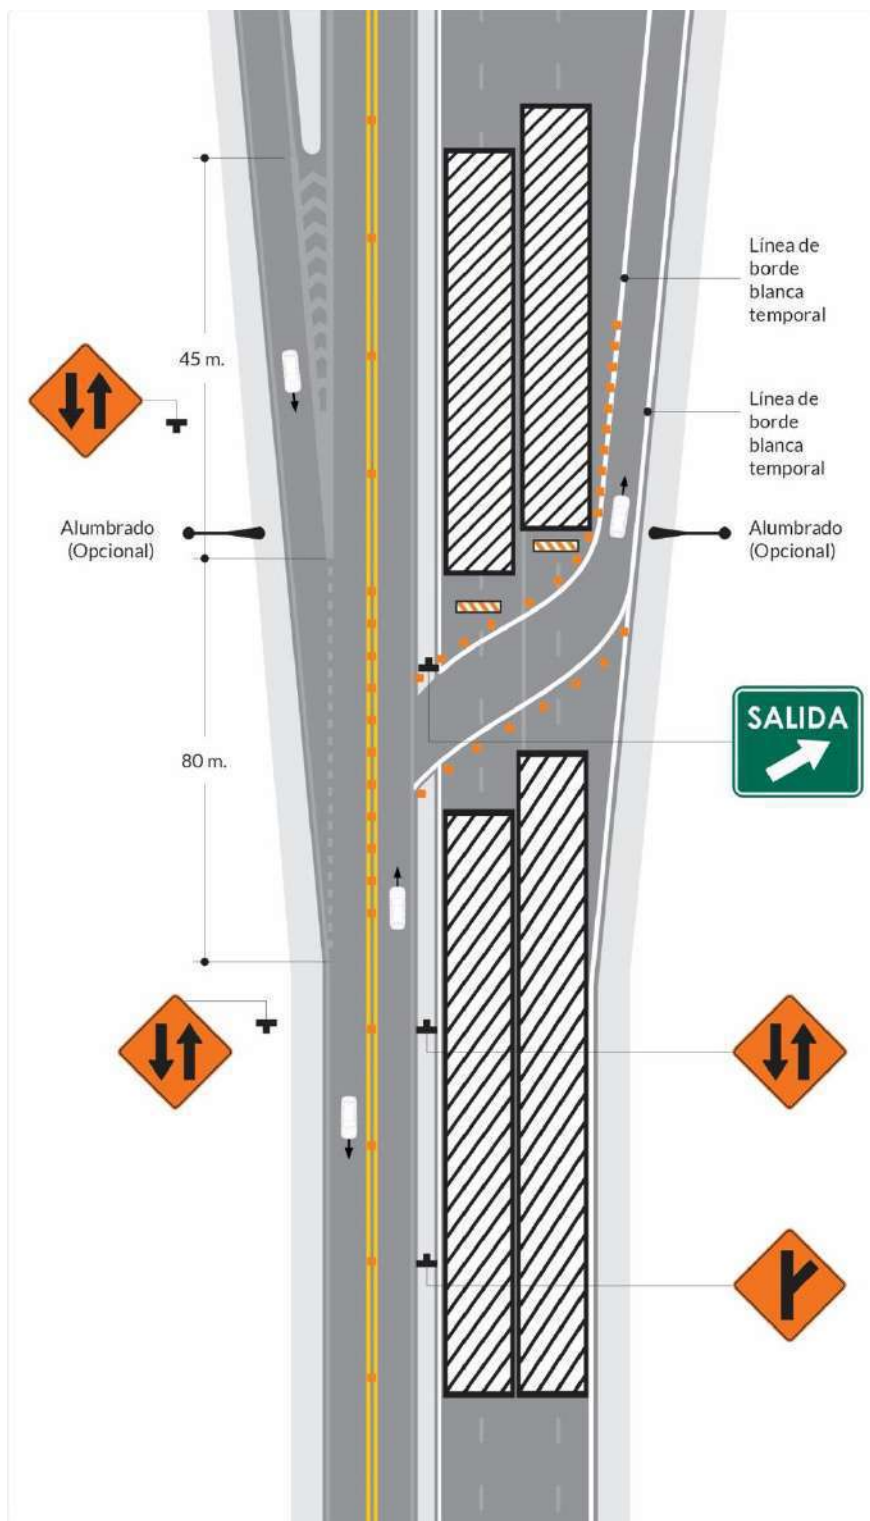 Línea de
borde
blanca
temporal
45 m.
Línea de
borde
blanca
temporal
Alumbrado
(Opcional)
Alumbrado
(Opcional)
SALIDA
80 m.